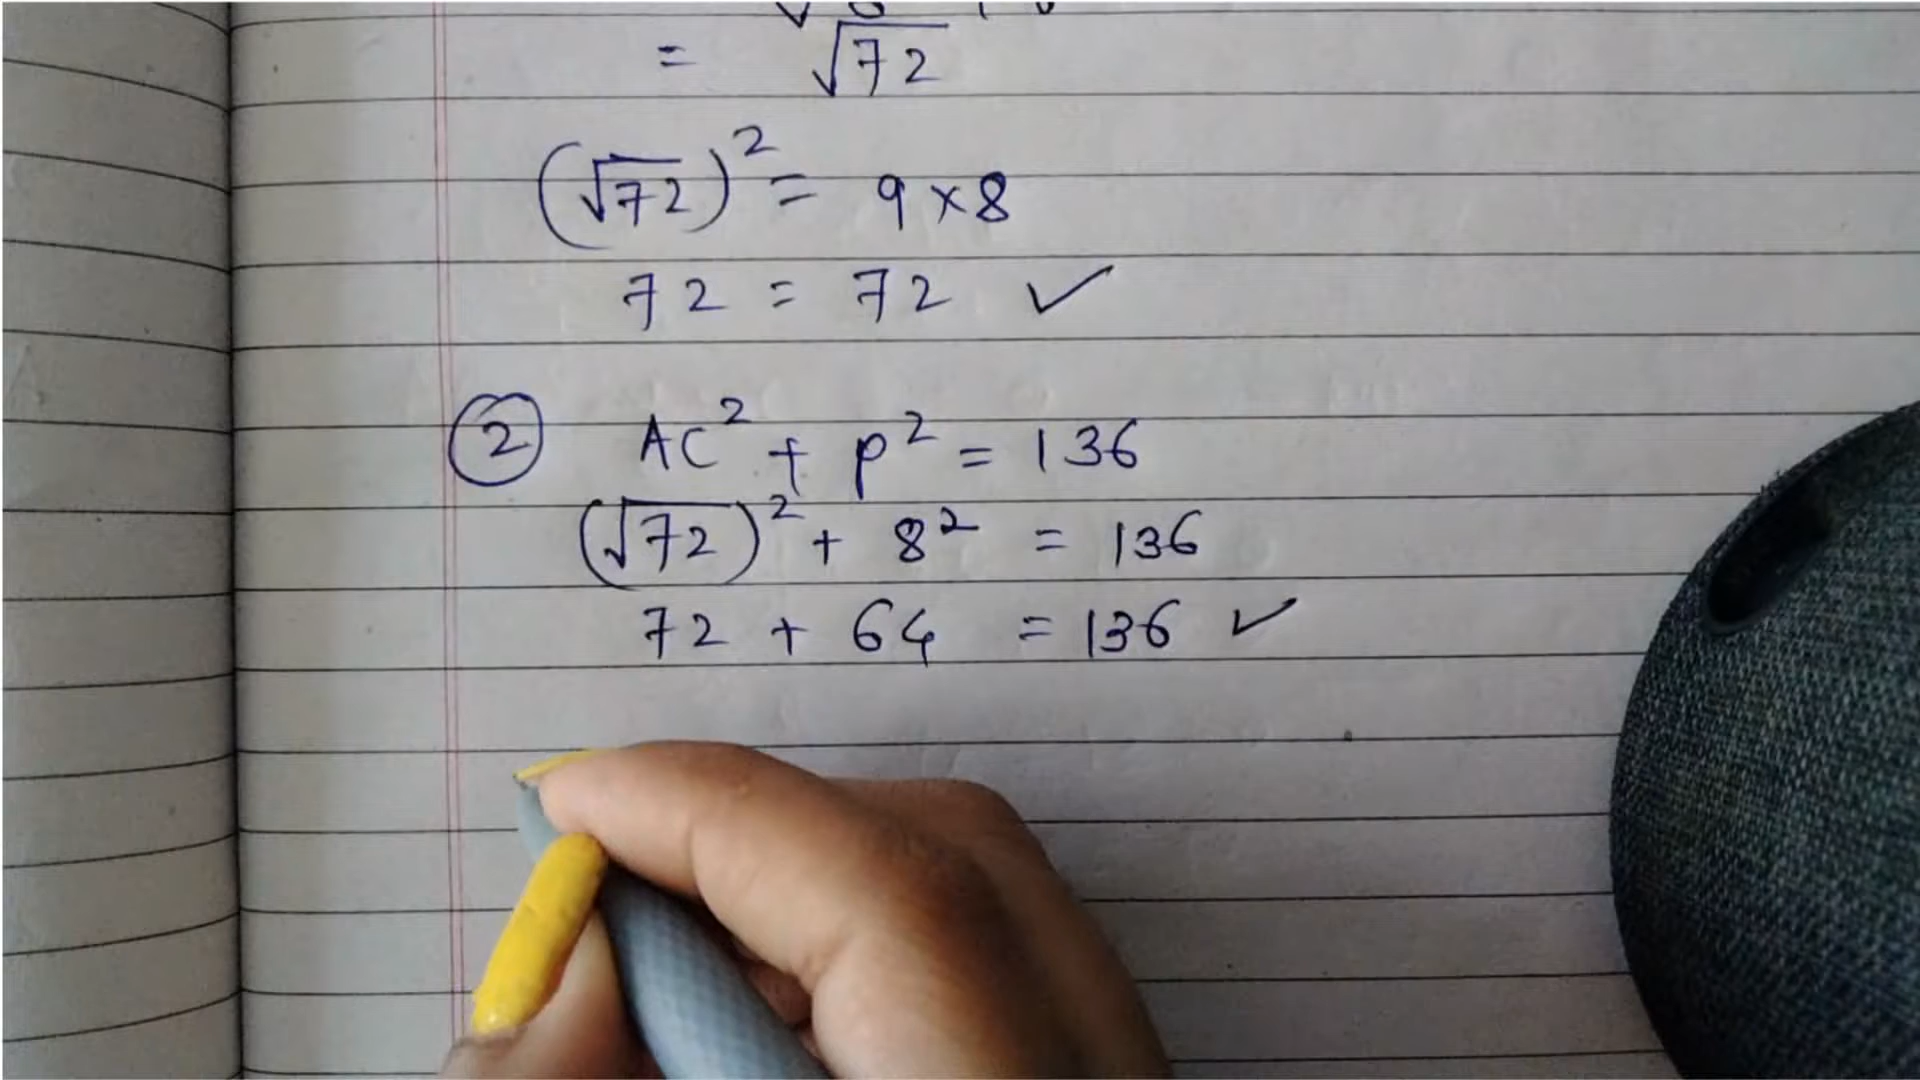 = √72
(√72)² = 9 × 8
72 = 72 ✓
② AC² + p² = 136
(√72)² + 8² = 136
72 + 64 = 136 ✓